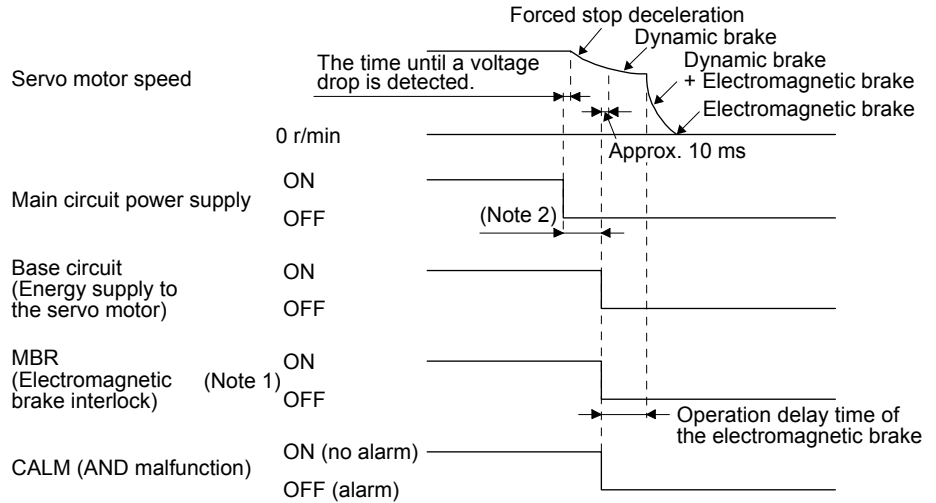 Forced stop deceleration
Dynamic brake
The time until a voltage
drop is detected.
Dynamic brake
+ Electromagnetic brake
Servo motor speed
Electromagnetic brake
0 r/min
Approx. 10 ms
Main circuit power supply
ON
OFF
(Note 2)
Base circuit
(Energy supply to
the servo motor)
ON
OFF
MBR
(Electromagnetic
brake interlock)
(Note 1)
ON
OFF
Operation delay time of
the electromagnetic brake
CALM (AND malfunction)
ON (no alarm)
OFF (alarm)